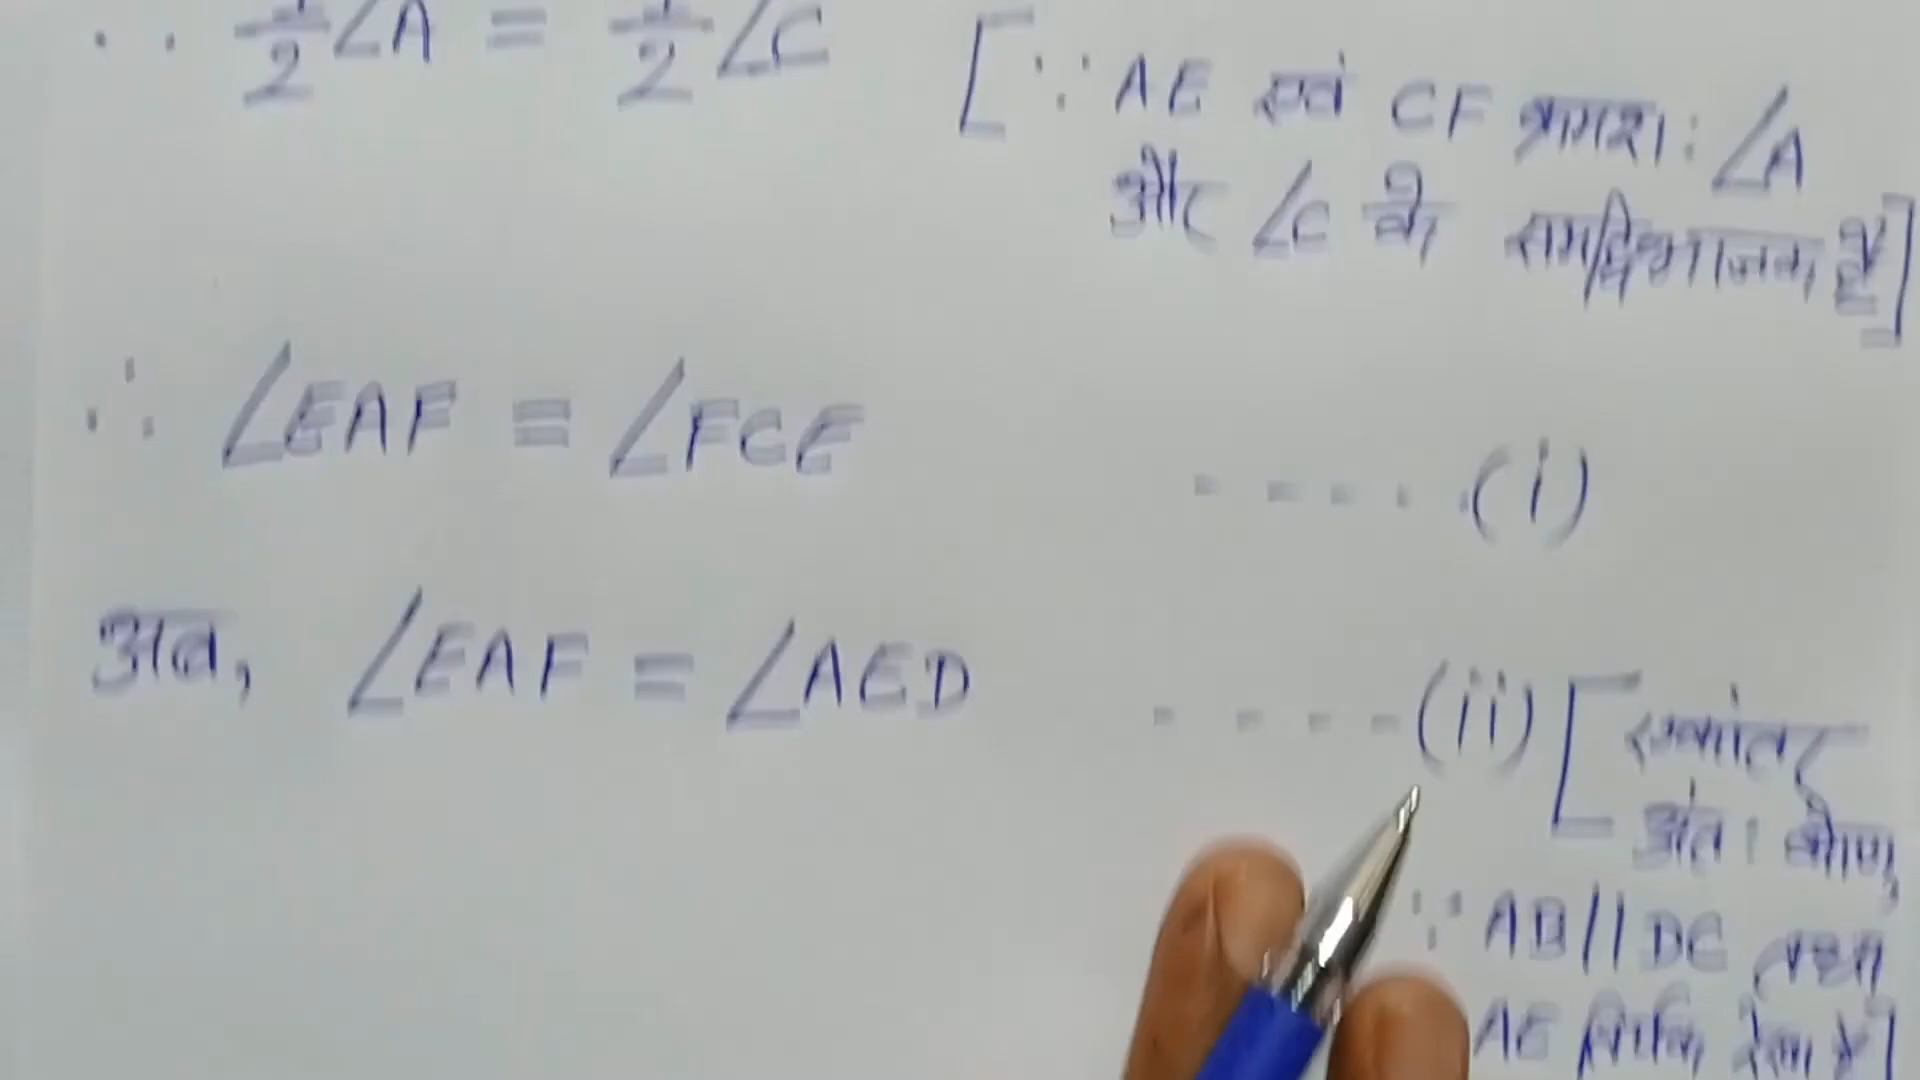 ∴ 1/2 ∠A = 1/2 ∠C [∵ AE एवं CF क्रमशः ∠A
और ∠C के समद्विभाजक हैं]
∴ ∠EAF = ∠FCE ---- (i)
अब, ∠EAF = ∠AED ---- (ii) [एकांतर
अंतः कोण,
∵ AB || DC तथा
AE तिर्यक रेखा है]